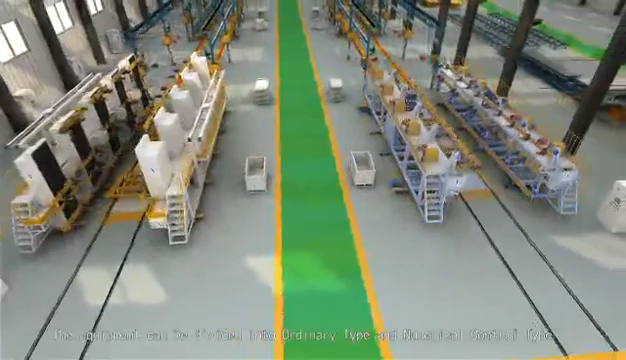 The equipment can be divided into Ordinary Type and Numerical Control Type